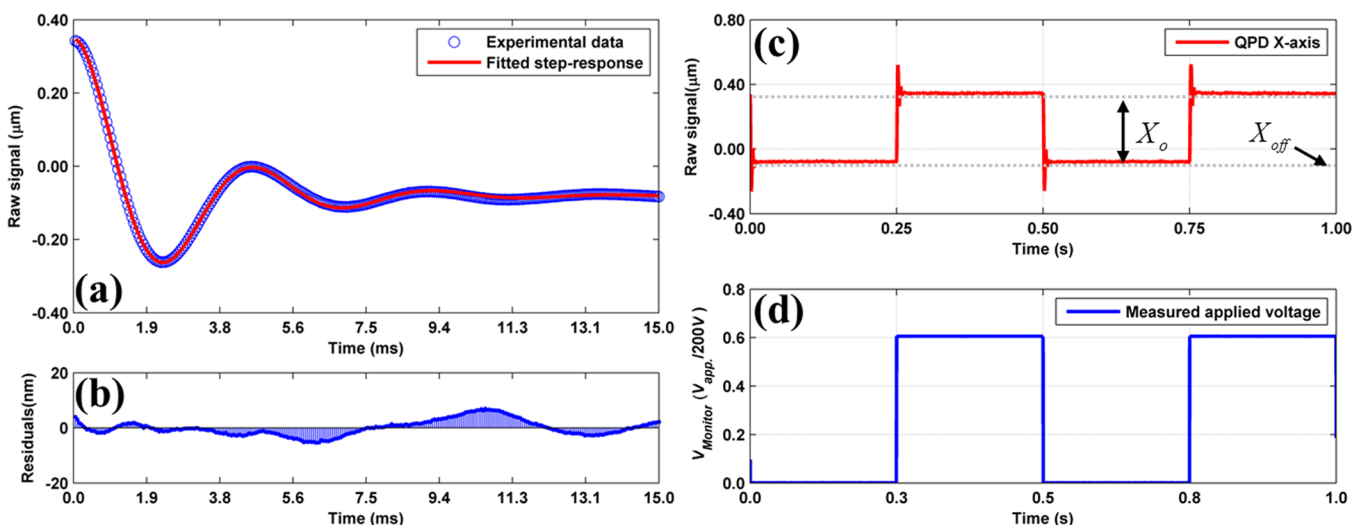 0.40
0.20
0.00
-0.20
-0.40
Raw signal (μm)
Experimental data
Fitted step-response
(a)
0.0 1.9 3.8 5.6 7.5 9.4 11.3 13.1 15.0
Time (ms)
20
0
-20
Residuals(nm)
(b)
0.0 1.9 3.8 5.6 7.5 9.4 11.3 13.1 15.0
Time (ms)
0.80
0.40
0.00
-0.40
Raw signal(μm)
(c)
QPD X-axis
Xo
Xoff
0.00 0.25 0.50 0.75 1.00
Time (s)
0.8
0.6
0.4
0.2
0.0
VMonitor (Vapp./200V)
(d)
Measured applied voltage
0.0 0.3 0.5 0.8 1.0
Time (s)